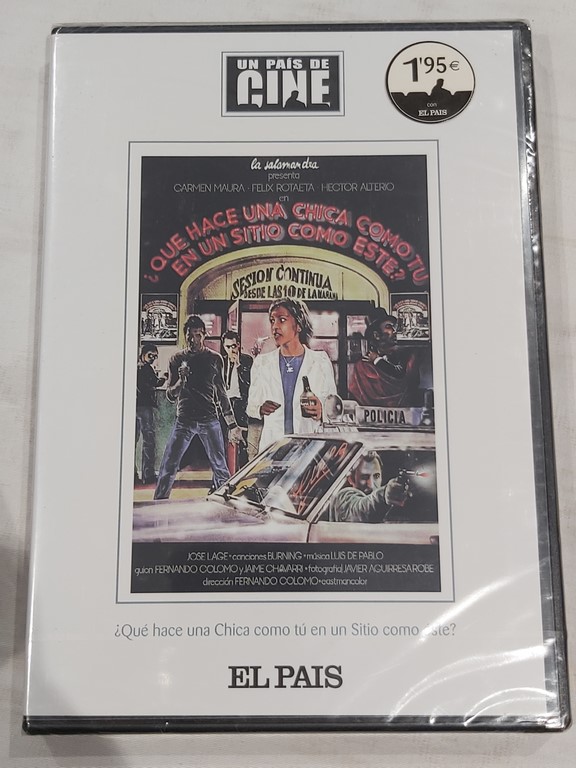 UN PAÍS DE
CINE
1'95€
con
EL PAIS
la salamandra
presenta
CARMEN MAURA - FELIX ROTAETA - HECTOR ALTERIO
en
¿QUE HACE UNA CHICA COMO TU
EN UN SITIO COMO ESTE?
SESION CONTINUA
DESDE LAS 10 DE LA MAÑANA
POLICIA
JOSE LAGE • canciones BURNING • música LUIS DE PABLO
guion FERNANDO COLOMO y JAIME CHAVARRI • fotografia JAVIER AGUIRRESAROBE
dirección FERNANDO COLOMO • eastmancolor
¿Qué hace una Chica como tú en un Sitio como este?
EL PAIS